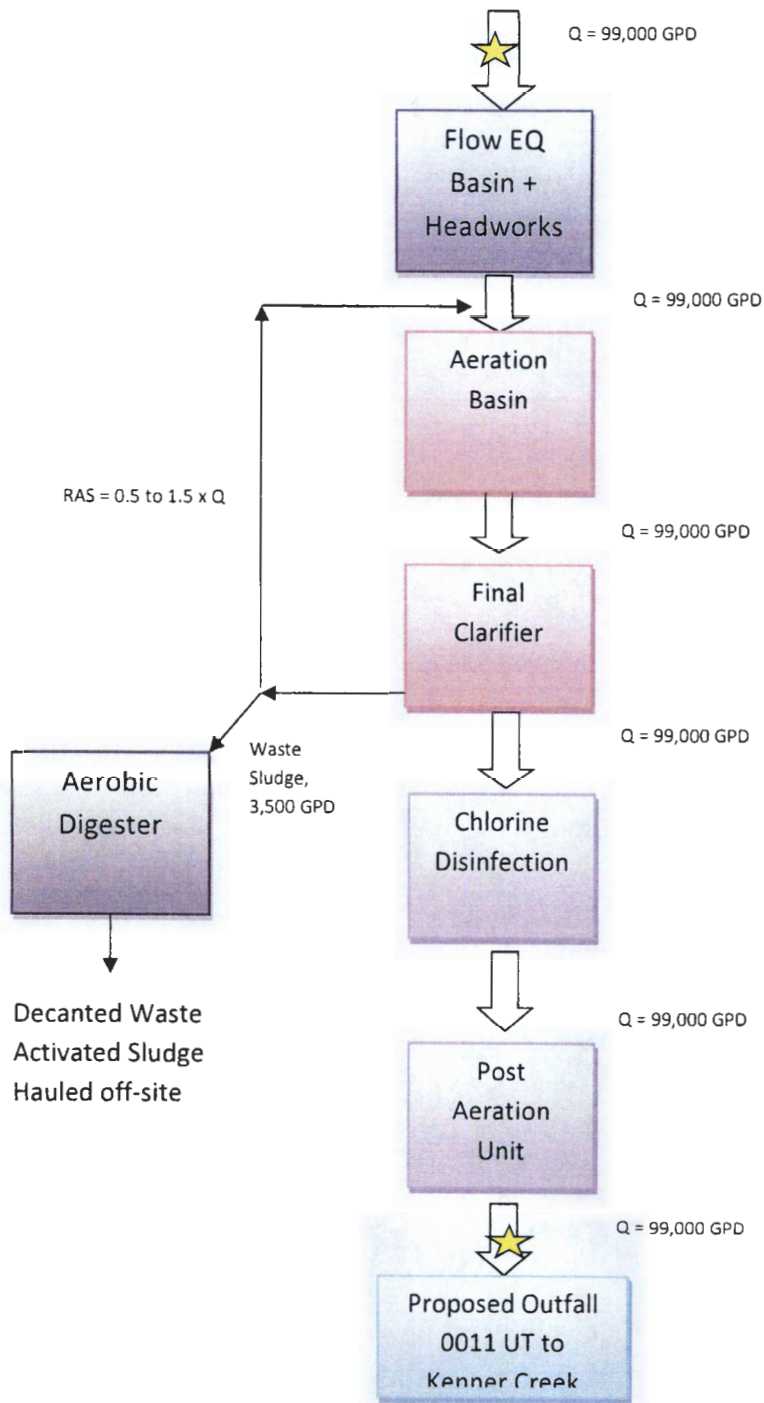 Q = 99,000 GPD
Flow EQ
Basin +
Headworks
Q = 99,000 GPD
Aeration
Basin
RAS = 0.5 to 1.5 x Q
Q = 99,000 GPD
Final
Clarifier
Q = 99,000 GPD
Waste
Sludge,
3,500 GPD
Aerobic
Digester
Chlorine
Disinfection
Decanted Waste
Activated Sludge
Hauled off-site
Q = 99,000 GPD
Post
Aeration
Unit
Q = 99,000 GPD
Proposed Outfall
0011 UT to
Kenner Creek